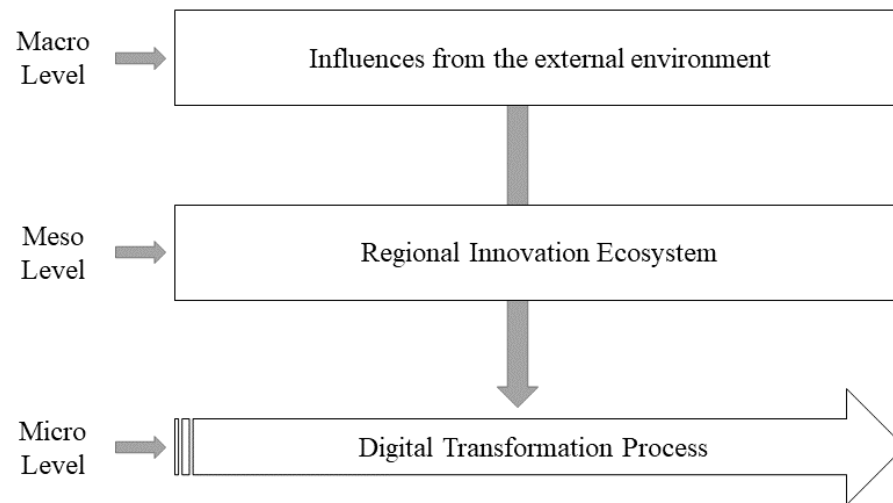 Macro
Level
Influences from the external environment
Meso
Level
Regional Innovation Ecosystem
Micro
Level
Digital Transformation Process